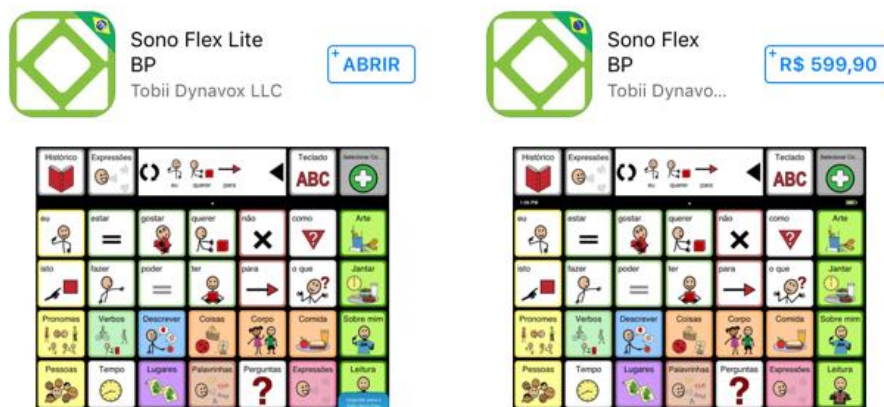 Sono Flex Lite
BP
Tobii Dynavox LLC
+ ABRIR
Histórico Expressões Teclado
ABC
eu querer para
eu estar gostar querer não como Arte
isto fazer poder ter para o que Jantar
Pronomes Verbos Descrever Coisas Corpo Comida Sobre mim
Pessoas Tempo Lugares Palavrinhas Perguntas Expressões Leitura
Sono Flex
BP
Tobii Dynavo...
+ R$ 599,90
Histórico Expressões Teclado
ABC
eu querer para
eu estar gostar querer não como Arte
isto fazer poder ter para o que Jantar
Pronomes Verbos Descrever Coisas Corpo Comida Sobre mim
Pessoas Tempo Lugares Palavrinhas Perguntas Expressões Leitura